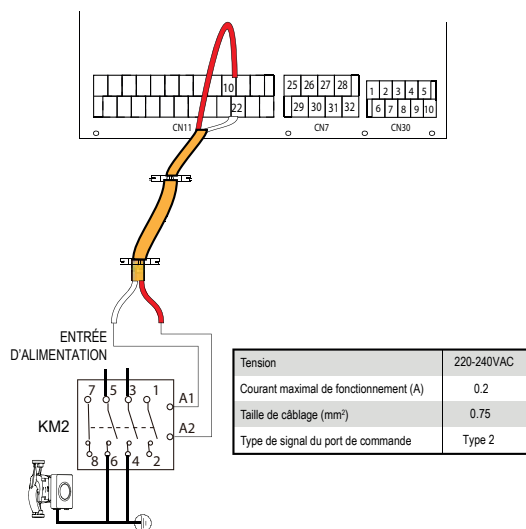 10 25 26 27 28 1 2 3 4 5
22 29 30 31 32 6 7 8 9 10
CN11 CN7 CN30
ENTRÉE
D'ALIMENTATION
7 5 3 1 A1
KM2 A2
8 6 4 2
Tension 220-240VAC
Courant maximal de fonctionnement (A) 0.2
Taille de câblage (mm²) 0.75
Type de signal du port de commande Type 2